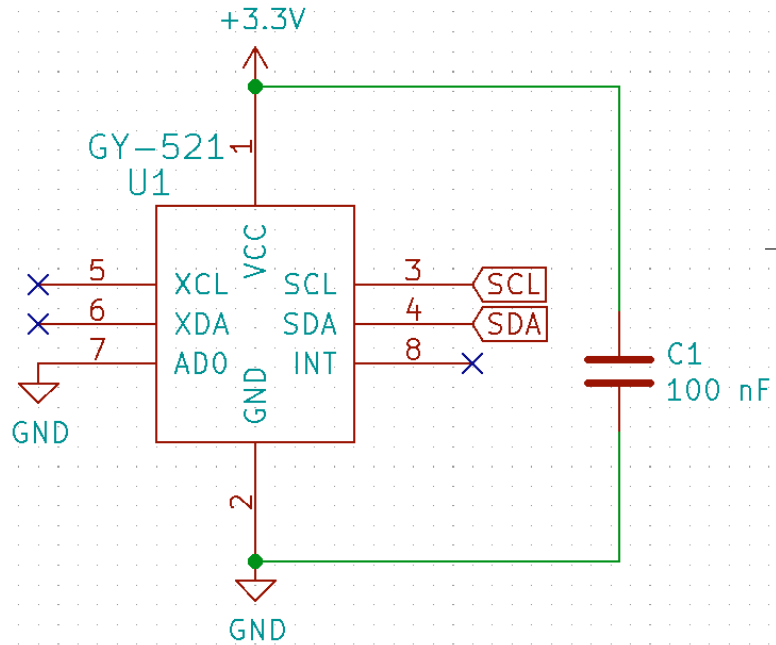 +3.3V
GY-521
U1
1
VCC
5
XCL
SCL
3
SCL
6
XDA
SDA
4
SDA
7
AD0
INT
8
GND
GND
2
C1
100 nF
GND